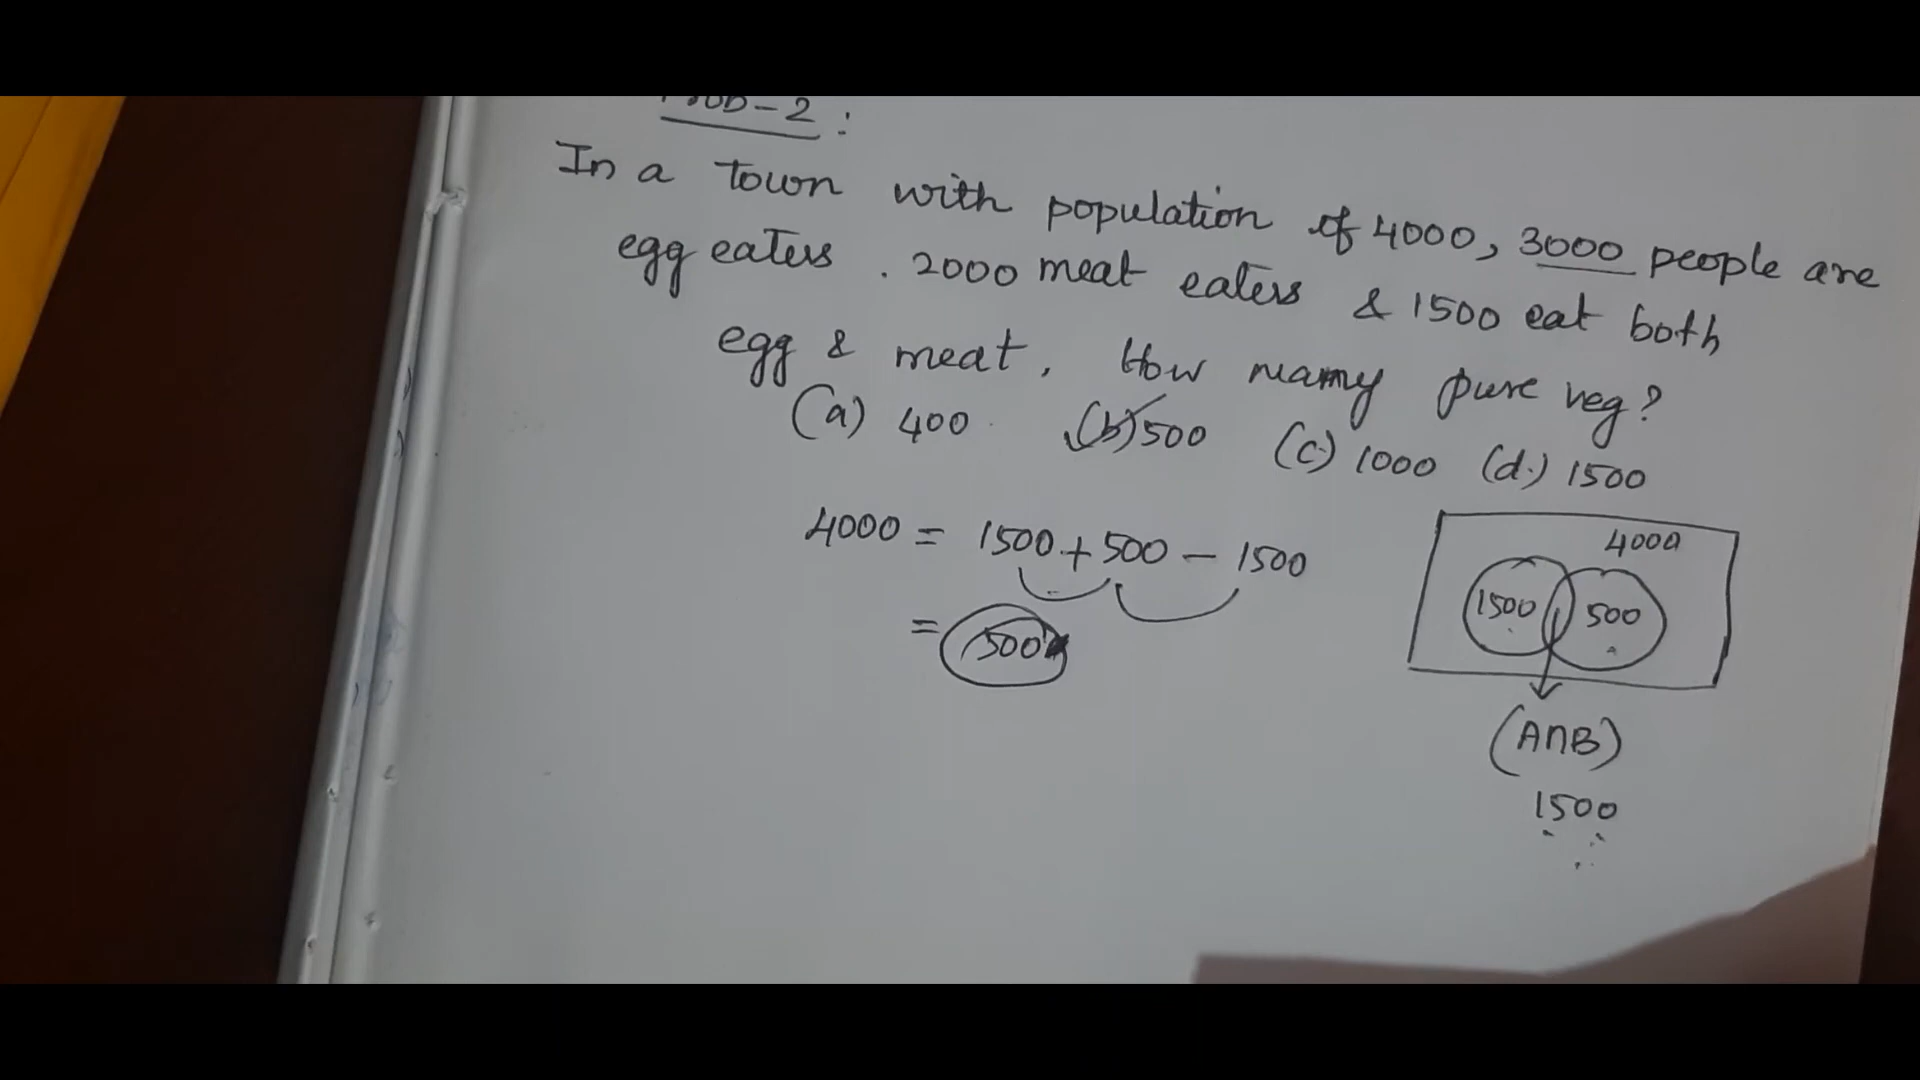 - 2 :
In a town with population of 4000, 3000 people are
egg eaters . 2000 meat eaters & 1500 eat both
egg & meat . How many pure veg?
(a) 400 (b) 500 (c) 1000 (d.) 1500
4000 = 1500 + 500 - 1500
= 500
4000
1500 500
(A∩B)
1500